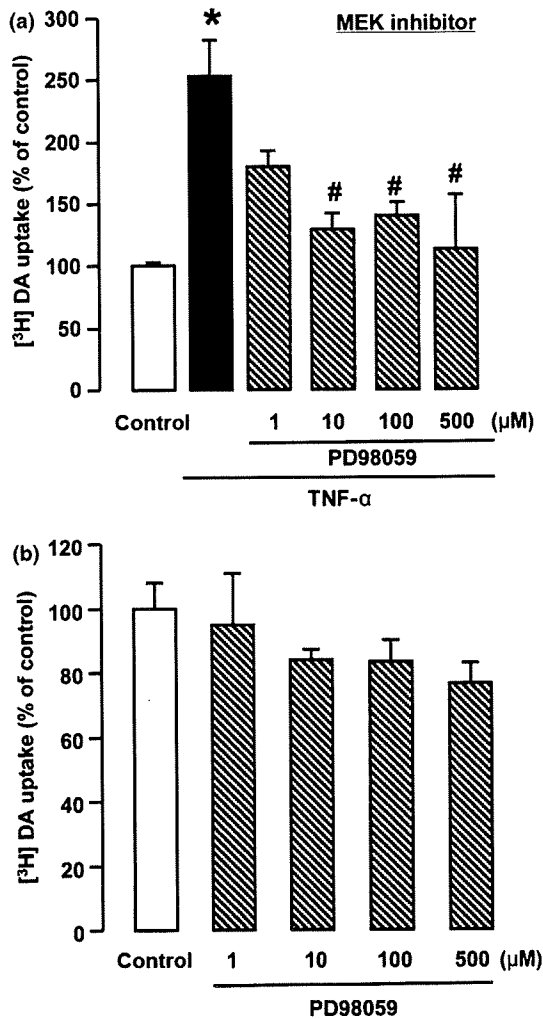 (a)
MEK inhibitor
[³H] DA uptake (% of control)
300
250
200
150
100
50
0
*
#
#
#
Control
1 10 100 500 (µM)
PD98059
TNF-α
(b)
[³H] DA uptake (% of control)
120
100
80
60
40
20
0
Control 1 10 100 500 (µM)
PD98059